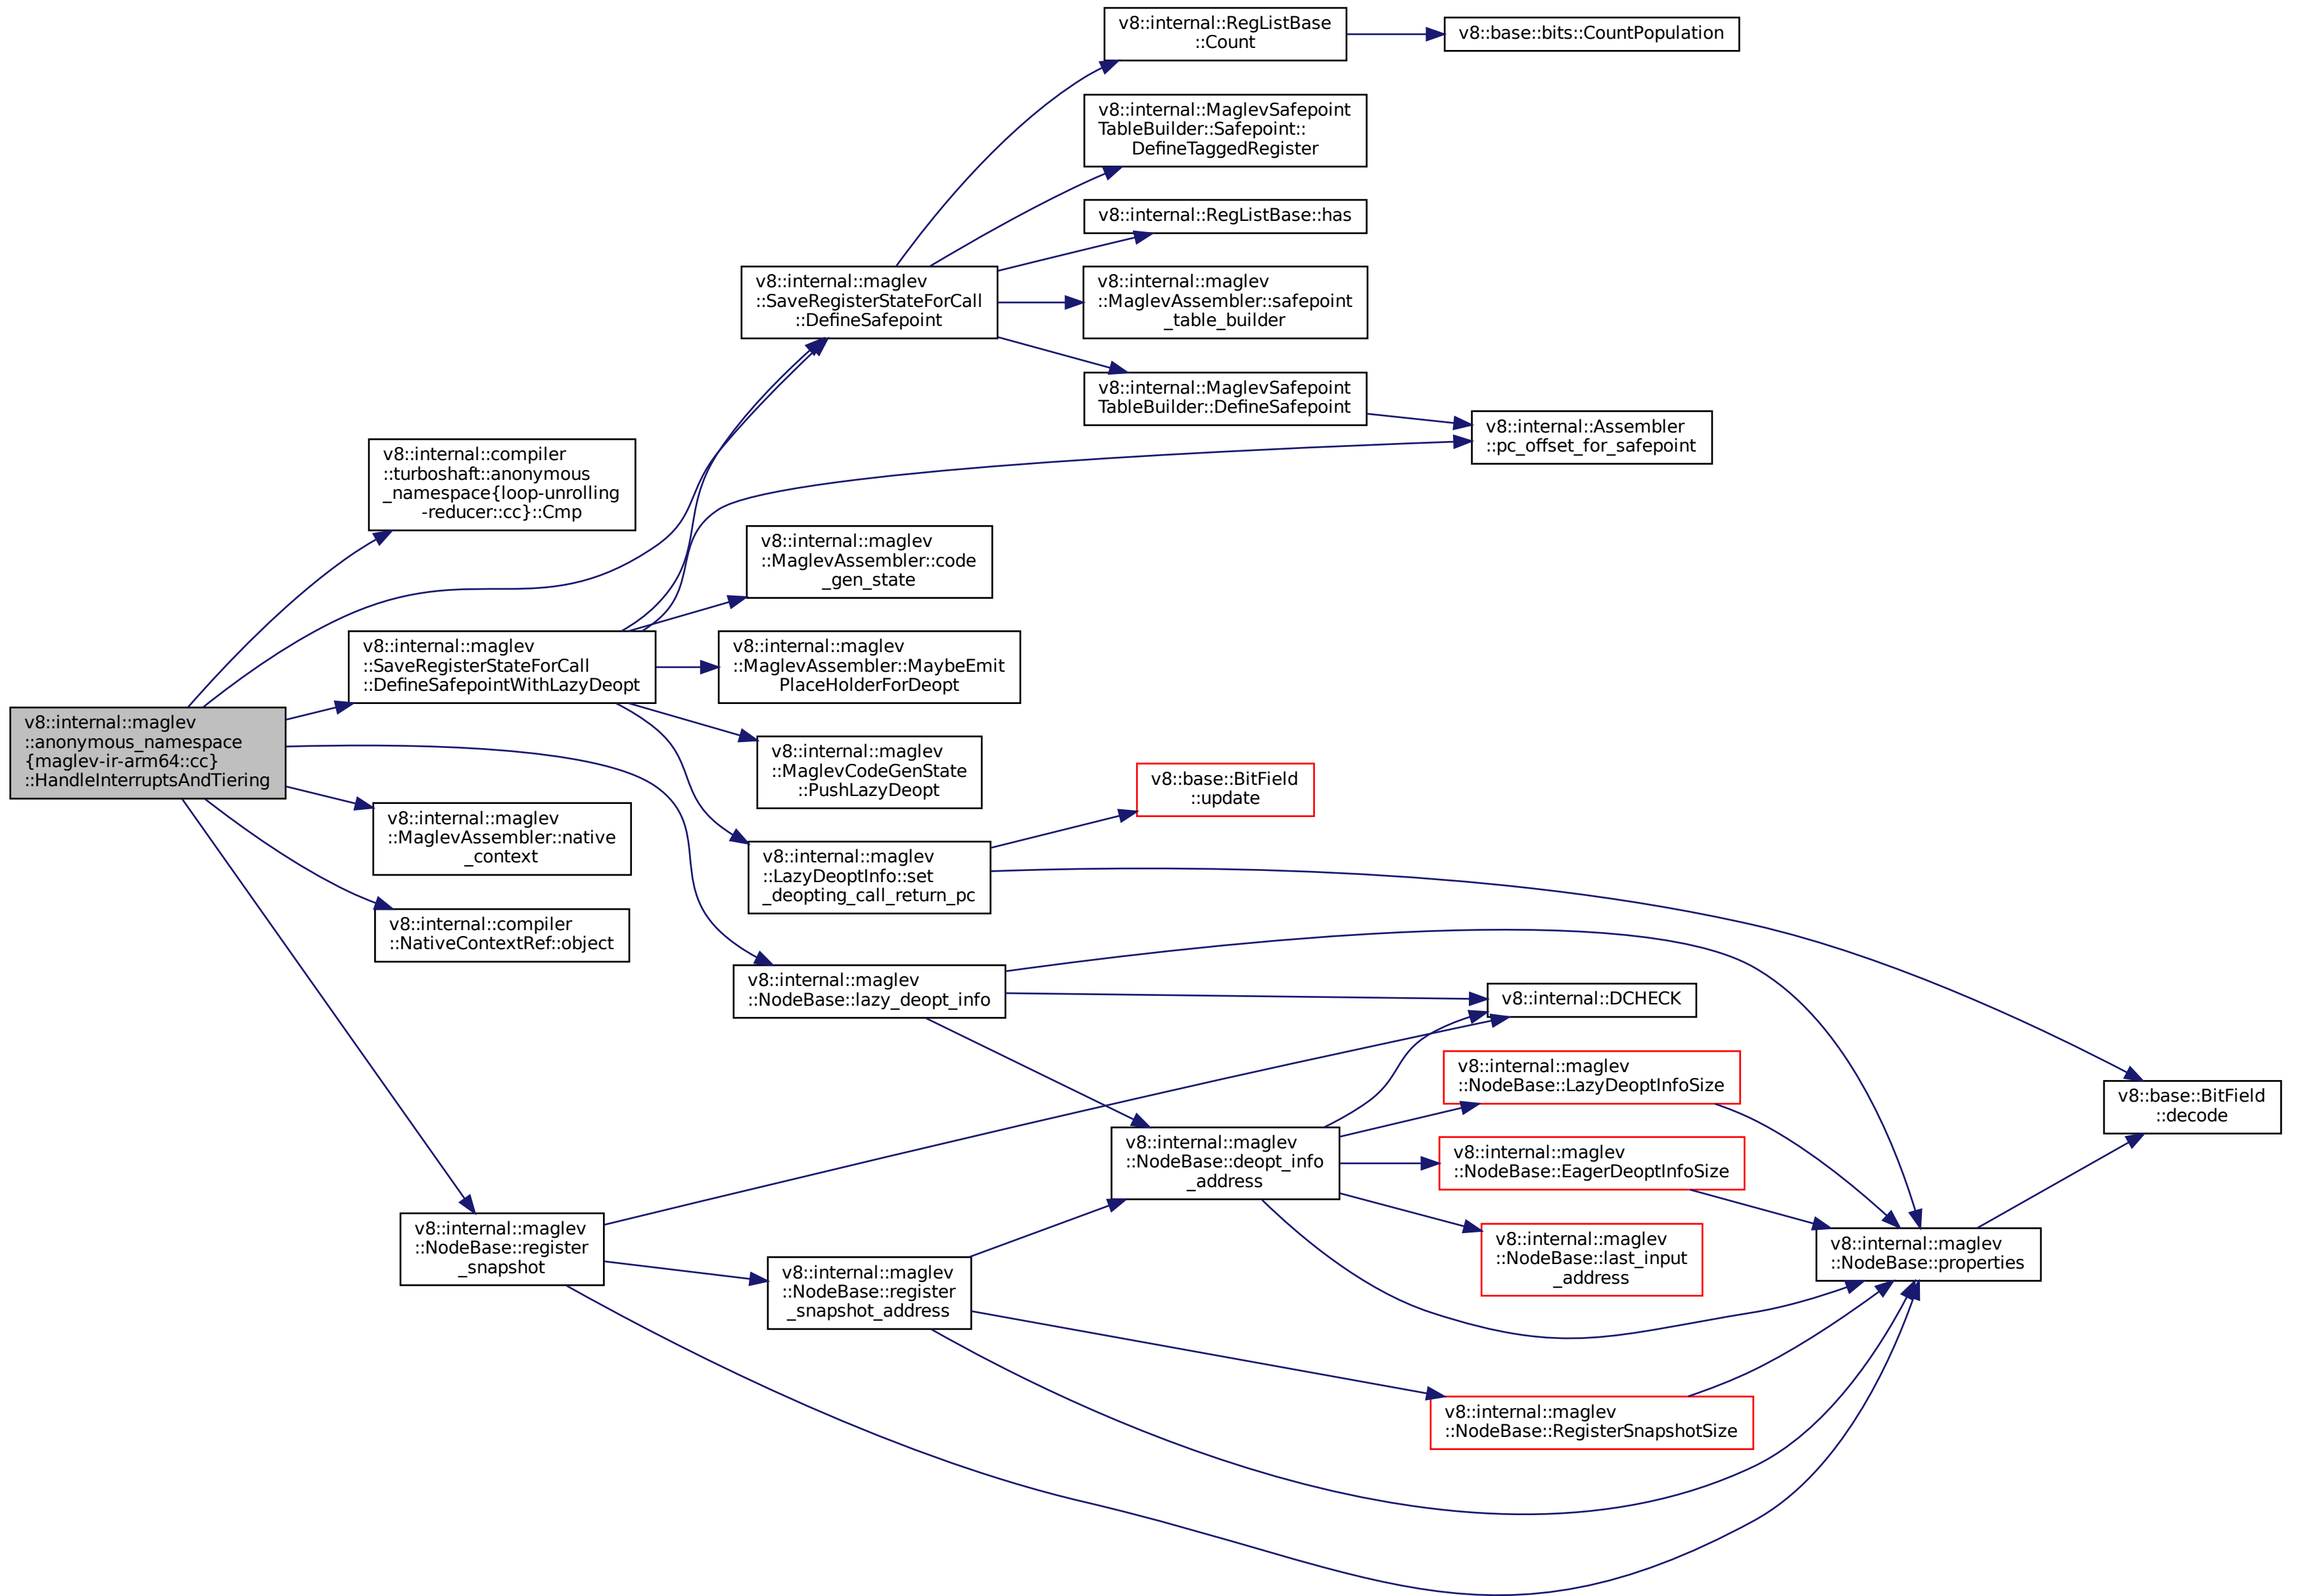 v8::internal::RegListBase
::Count
v8::base::bits::CountPopulation
v8::internal::MaglevSafepoint
TableBuilder::Safepoint::
DefineTaggedRegister
v8::internal::RegListBase::has
v8::internal::maglev
::SaveRegisterStateForCall
::DefineSafepoint
v8::internal::maglev
::MaglevAssembler::safepoint
_table_builder
v8::internal::MaglevSafepoint
TableBuilder::DefineSafepoint
v8::internal::Assembler
::pc_offset_for_safepoint
v8::internal::compiler
::turboshaft::anonymous
_namespace{loop-unrolling
-reducer::cc}::Cmp
v8::internal::maglev
::MaglevAssembler::code
_gen_state
v8::internal::maglev
::SaveRegisterStateForCall
::DefineSafepointWithLazyDeopt
v8::internal::maglev
::MaglevAssembler::MaybeEmit
PlaceHolderForDeopt
v8::internal::maglev
::anonymous_namespace
{maglev-ir-arm64::cc}
::HandleInterruptsAndTiering
v8::internal::maglev
::MaglevCodeGenState
::PushLazyDeopt
v8::base::BitField
::update
v8::internal::maglev
::MaglevAssembler::native
_context
v8::internal::maglev
::LazyDeoptInfo::set
_deopting_call_return_pc
v8::internal::compiler
::NativeContextRef::object
v8::internal::maglev
::NodeBase::lazy_deopt_info
v8::internal::DCHECK
v8::internal::maglev
::NodeBase::LazyDeoptInfoSize
v8::base::BitField
::decode
v8::internal::maglev
::NodeBase::deopt_info
_address
v8::internal::maglev
::NodeBase::EagerDeoptInfoSize
v8::internal::maglev
::NodeBase::register
_snapshot
v8::internal::maglev
::NodeBase::last_input
_address
v8::internal::maglev
::NodeBase::properties
v8::internal::maglev
::NodeBase::register
_snapshot_address
v8::internal::maglev
::NodeBase::RegisterSnapshotSize